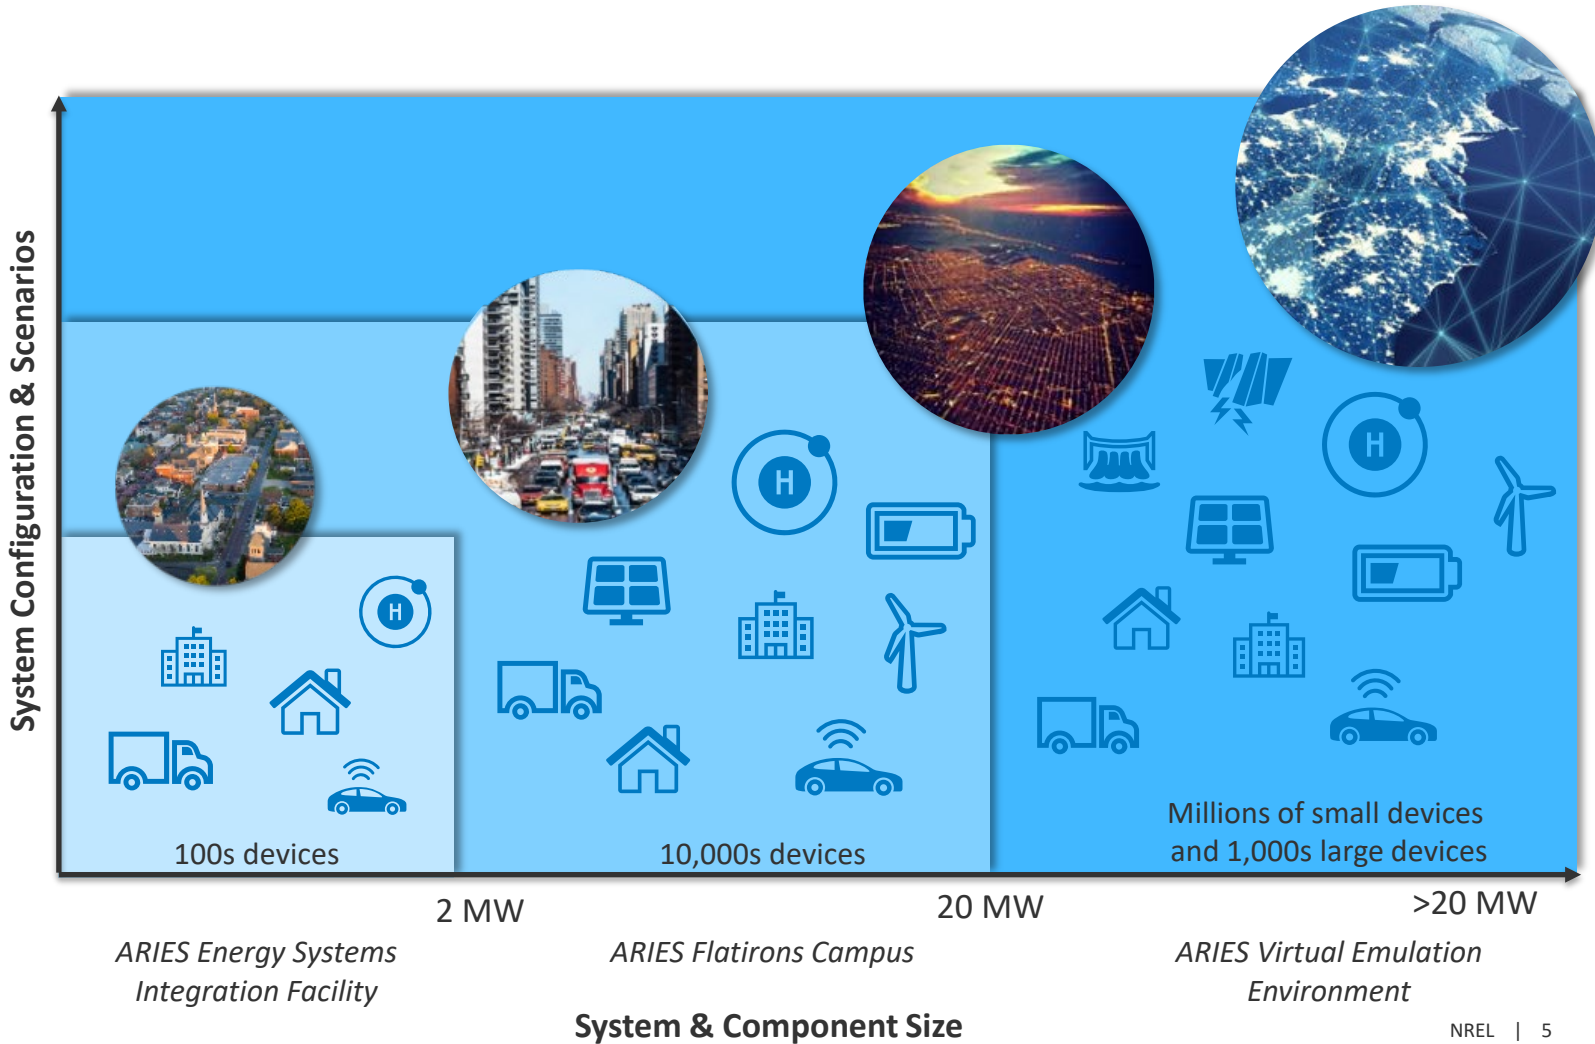 System Configuration & Scenarios
H
H
H
100s devices
10,000s devices
Millions of small devices
and 1,000s large devices
2 MW
20 MW
>20 MW
ARIES Energy Systems
Integration Facility
ARIES Flatirons Campus
ARIES Virtual Emulation
Environment
System & Component Size
NREL | 5